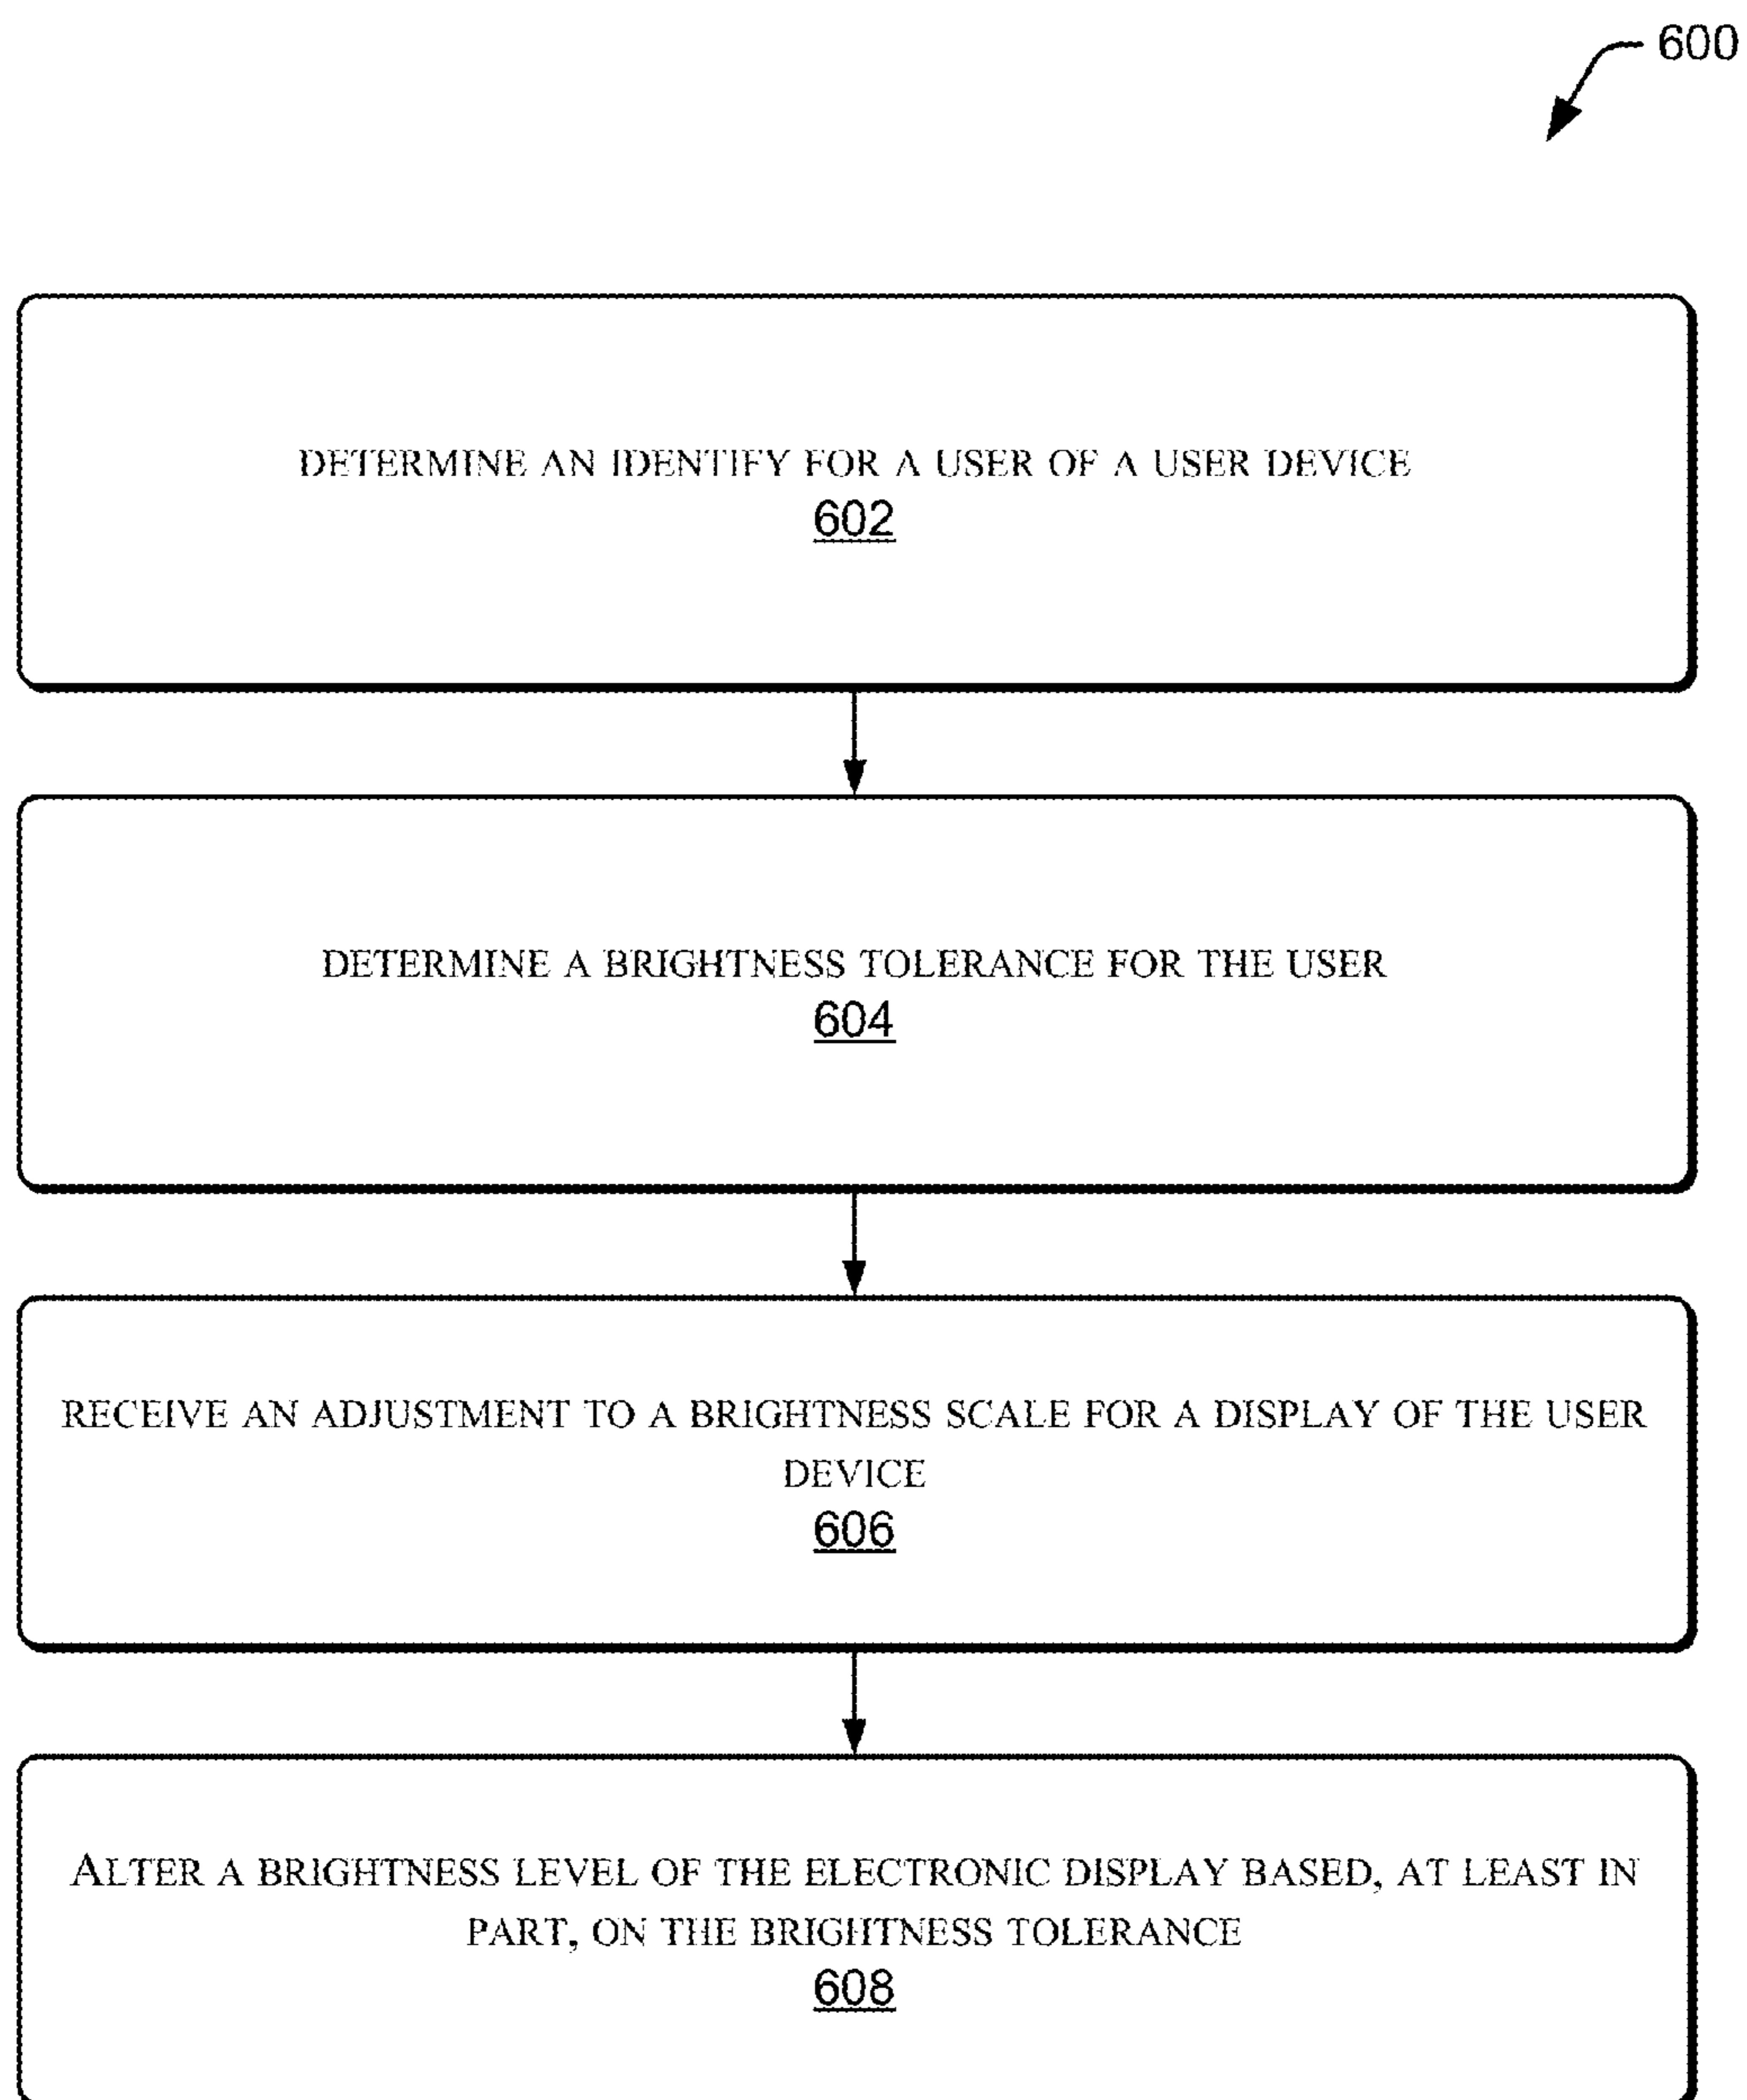 600
DETERMINE AN IDENTIFY FOR A USER OF A USER DEVICE
602
DETERMINE A BRIGHTNESS TOLERANCE FOR THE USER
604
RECEIVE AN ADJUSTMENT TO A BRIGHTNESS SCALE FOR A DISPLAY OF THE USER
DEVICE
606
ALTER A BRIGHTNESS LEVEL OF THE ELECTRONIC DISPLAY BASED, AT LEAST IN
PART, ON THE BRIGHTNESS TOLERANCE
608